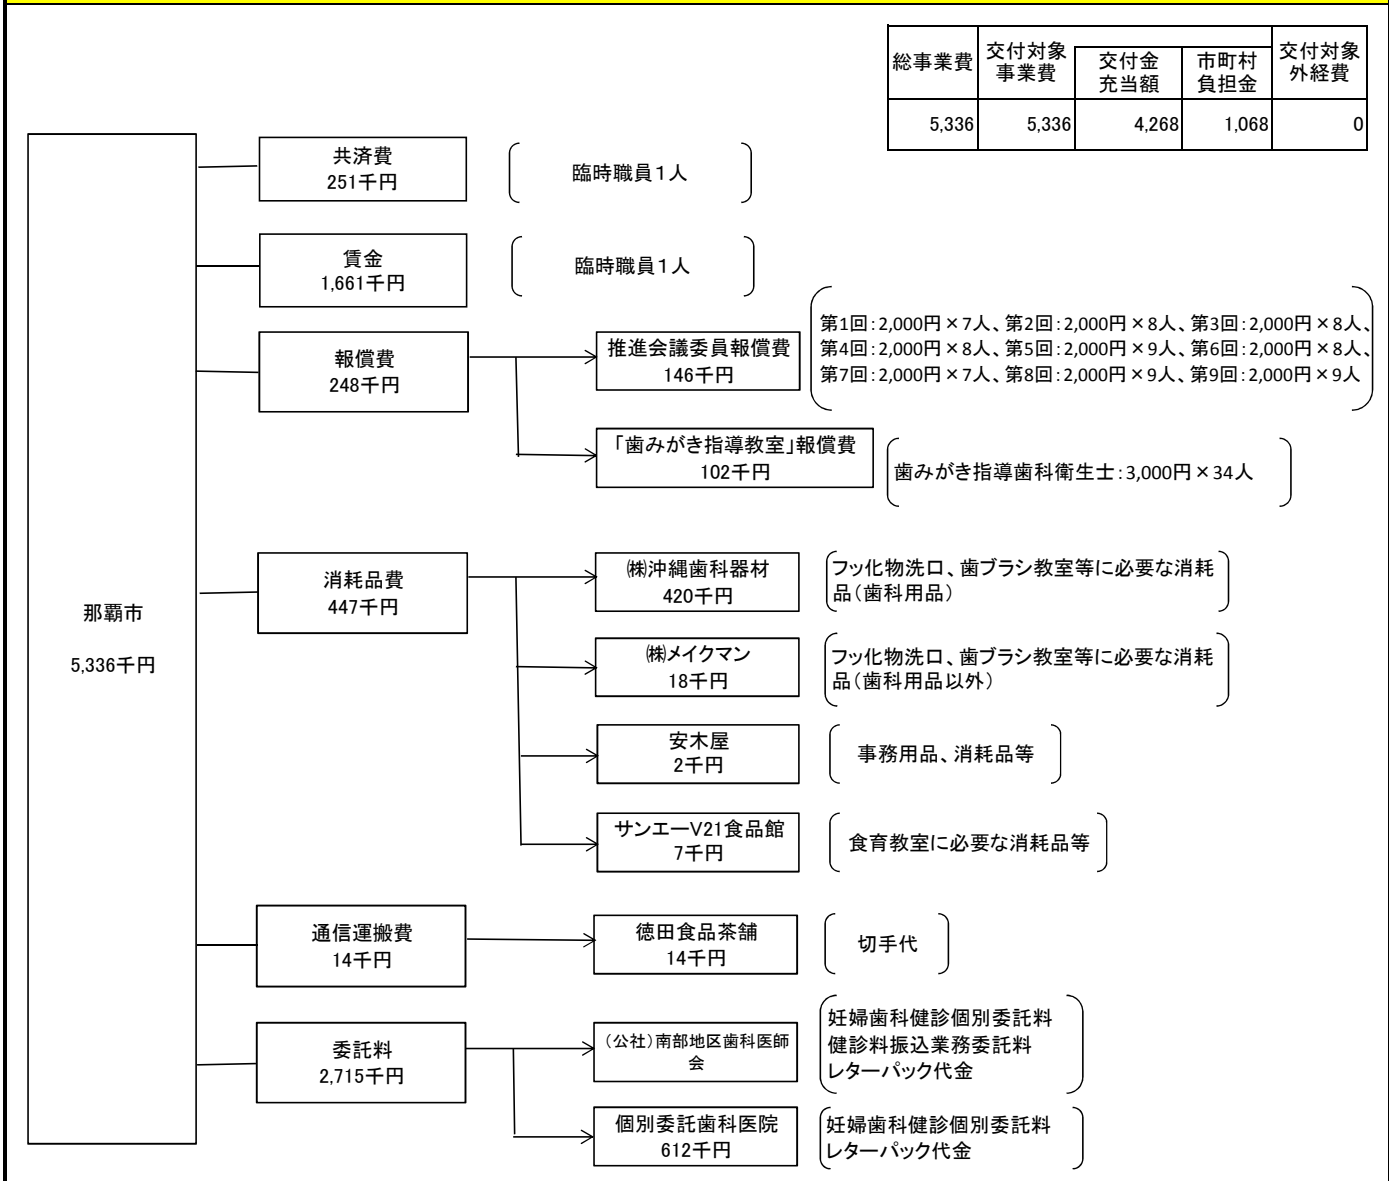 総事業費
交付対象
事業費
交付金
充当額
市町村
負担金
交付対象
外経費
5,336
5,336
4,268
1,068
0
那覇市
5,336千円
共済費
251千円
臨時職員1人
賃金
1,661千円
臨時職員1人
報償費
248千円
推進会議委員報償費
146千円
第1回:2,000円×7人、第2回:2,000円×8人、第3回:2,000円×8人、
第4回:2,000円×8人、第5回:2,000円×9人、第6回:2,000円×8人、
第7回:2,000円×7人、第8回:2,000円×9人、第9回:2,000円×9人
「歯みがき指導教室」報償費
102千円
歯みがき指導歯科衛生士:3,000円×34人
消耗品費
447千円
㈱沖縄歯科器材
420千円
フッ化物洗口、歯ブラシ教室等に必要な消耗
品(歯科用品)
㈱メイクマン
18千円
フッ化物洗口、歯ブラシ教室等に必要な消耗
品(歯科用品以外)
安木屋
2千円
事務用品、消耗品等
サンエーV21食品館
7千円
食育教室に必要な消耗品等
通信運搬費
14千円
徳田食品茶舗
14千円
切手代
委託料
2,715千円
(公社)南部地区歯科医師
会
妊婦歯科健診個別委託料
健診料振込業務委託料
レターパック代金
個別委託歯科医院
612千円
妊婦歯科健診個別委託料
レターパック代金